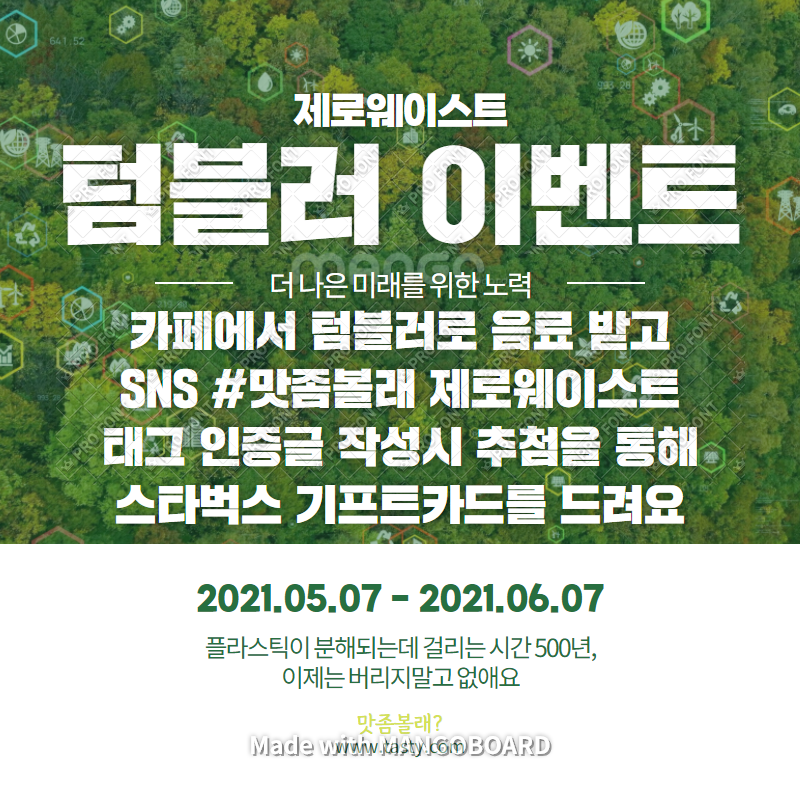 641:52
제로웨이스트
텀블러 이벤트
mango
더 나은 미래를 위한 노력
카페에서 텀블러로 음료 받고
SNS #맛좀볼래 제로웨이스트
태그 인증글 작성시 추첨을 통해
스타벅스 기프트카드를 드려요
2021.05.07 - 2021.06.07
플라스틱이 분해되는데 걸리는 시간 500년,
이제는 버리지말고 없애요
맛좀볼래?
www.tasty.com
Made with MANGOBOARD